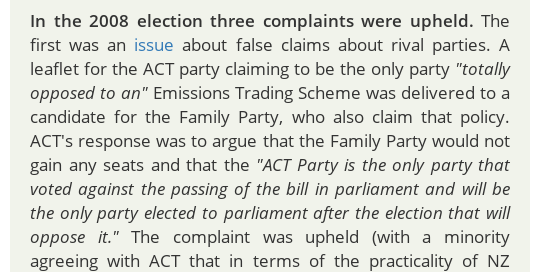 In the 2008 election three complaints were upheld. The
first was an issue about false claims about rival parties. A
leaflet for the ACT party claiming to be the only party "totally
opposed to an" Emissions Trading Scheme was delivered to a
candidate for the Family Party, who also claim that policy.
ACT's response was to argue that the Family Party would not
gain any seats and that the "ACT Party is the only party that
voted against the passing of the bill in parliament and will be
the only party elected to parliament after the election that will
oppose it." The complaint was upheld (with a minority
agreeing with ACT that in terms of the practicality of NZ